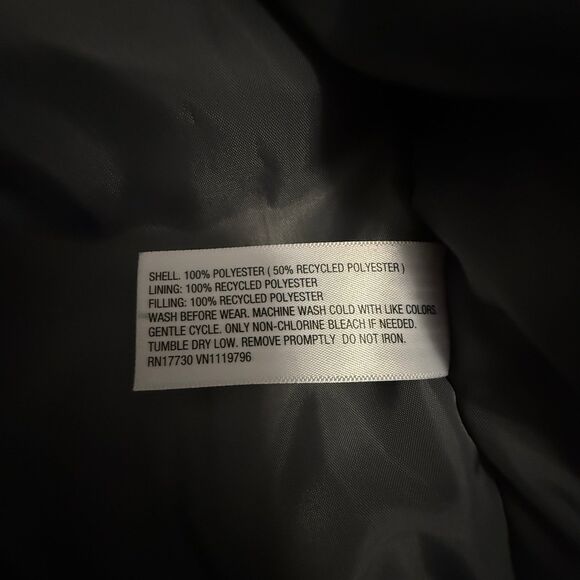 SHELL. 100% POLYESTER ( 50% RECYCLED POLYESTER )
LINING: 100% RECYCLED POLYESTER
FILLING: 100% RECYCLED POLYESTER
WASH BEFORE WEAR. MACHINE WASH COLD WITH LIKE COLORS.
GENTLE CYCLE. ONLY NON-CHLORINE BLEACH IF NEEDED.
TUMBLE DRY LOW. REMOVE PROMPTLY DO NOT IRON.
RN17730 VN1119796